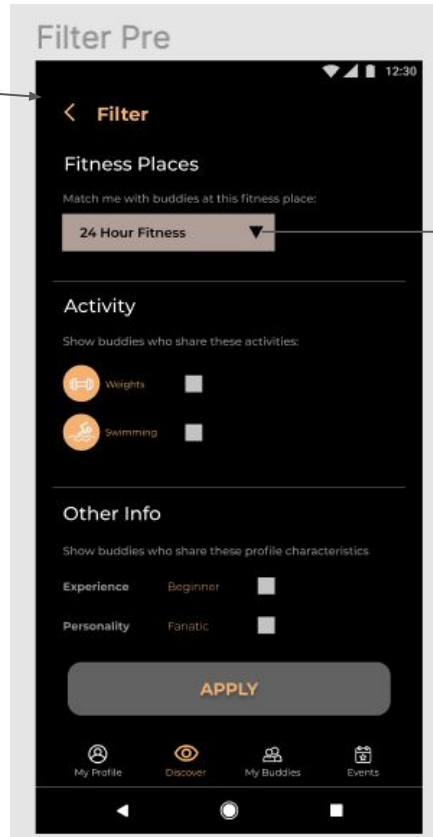 Filter Pre
12:30
Filter
Fitness Places
Match me with buddies at this fitness place:
24 Hour Fitness
Activity
Show buddies who share these activities:
Weights
Swimming
Other Info
Show buddies who share these profile characteristics
Experience Beginner
Personality Fanatic
APPLY
My Profile Discover My Buddies Events